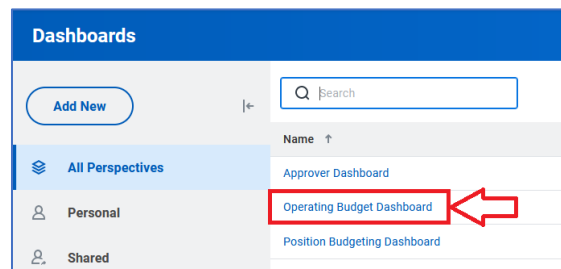 Dashboards
Add New
Search
Name ↑
All Perspectives
Approver Dashboard
Personal
Operating Budget Dashboard
Position Budgeting Dashboard
Shared